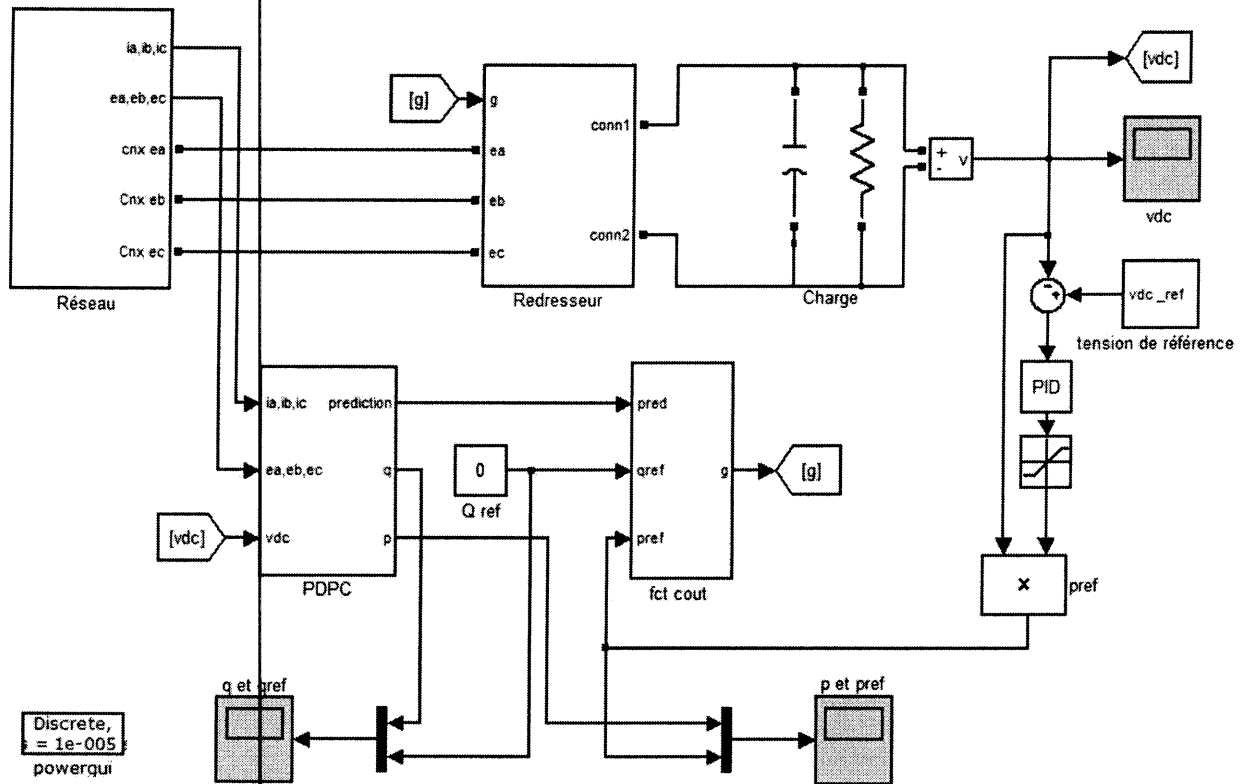 ia,ib,ic
ea,eb,ec
cnx ea
Cnx eb
Cnx ec
Réseau
[g]
g
ea
eb
ec
conn1
conn2
Redresseur
Charge
+
-
v
[vdc]
vdc
-
+
vdc _ref
tension de référence
PID
×
pref
ia,ib,ic
ea,eb,ec
vdc
prediction
q
p
PDPC
[vdc]
0
Q ref
pred
qref
pref
g
fct cout
[g]
q et qref
p et pref
Discrete,
s = 1e-005 s
powergui